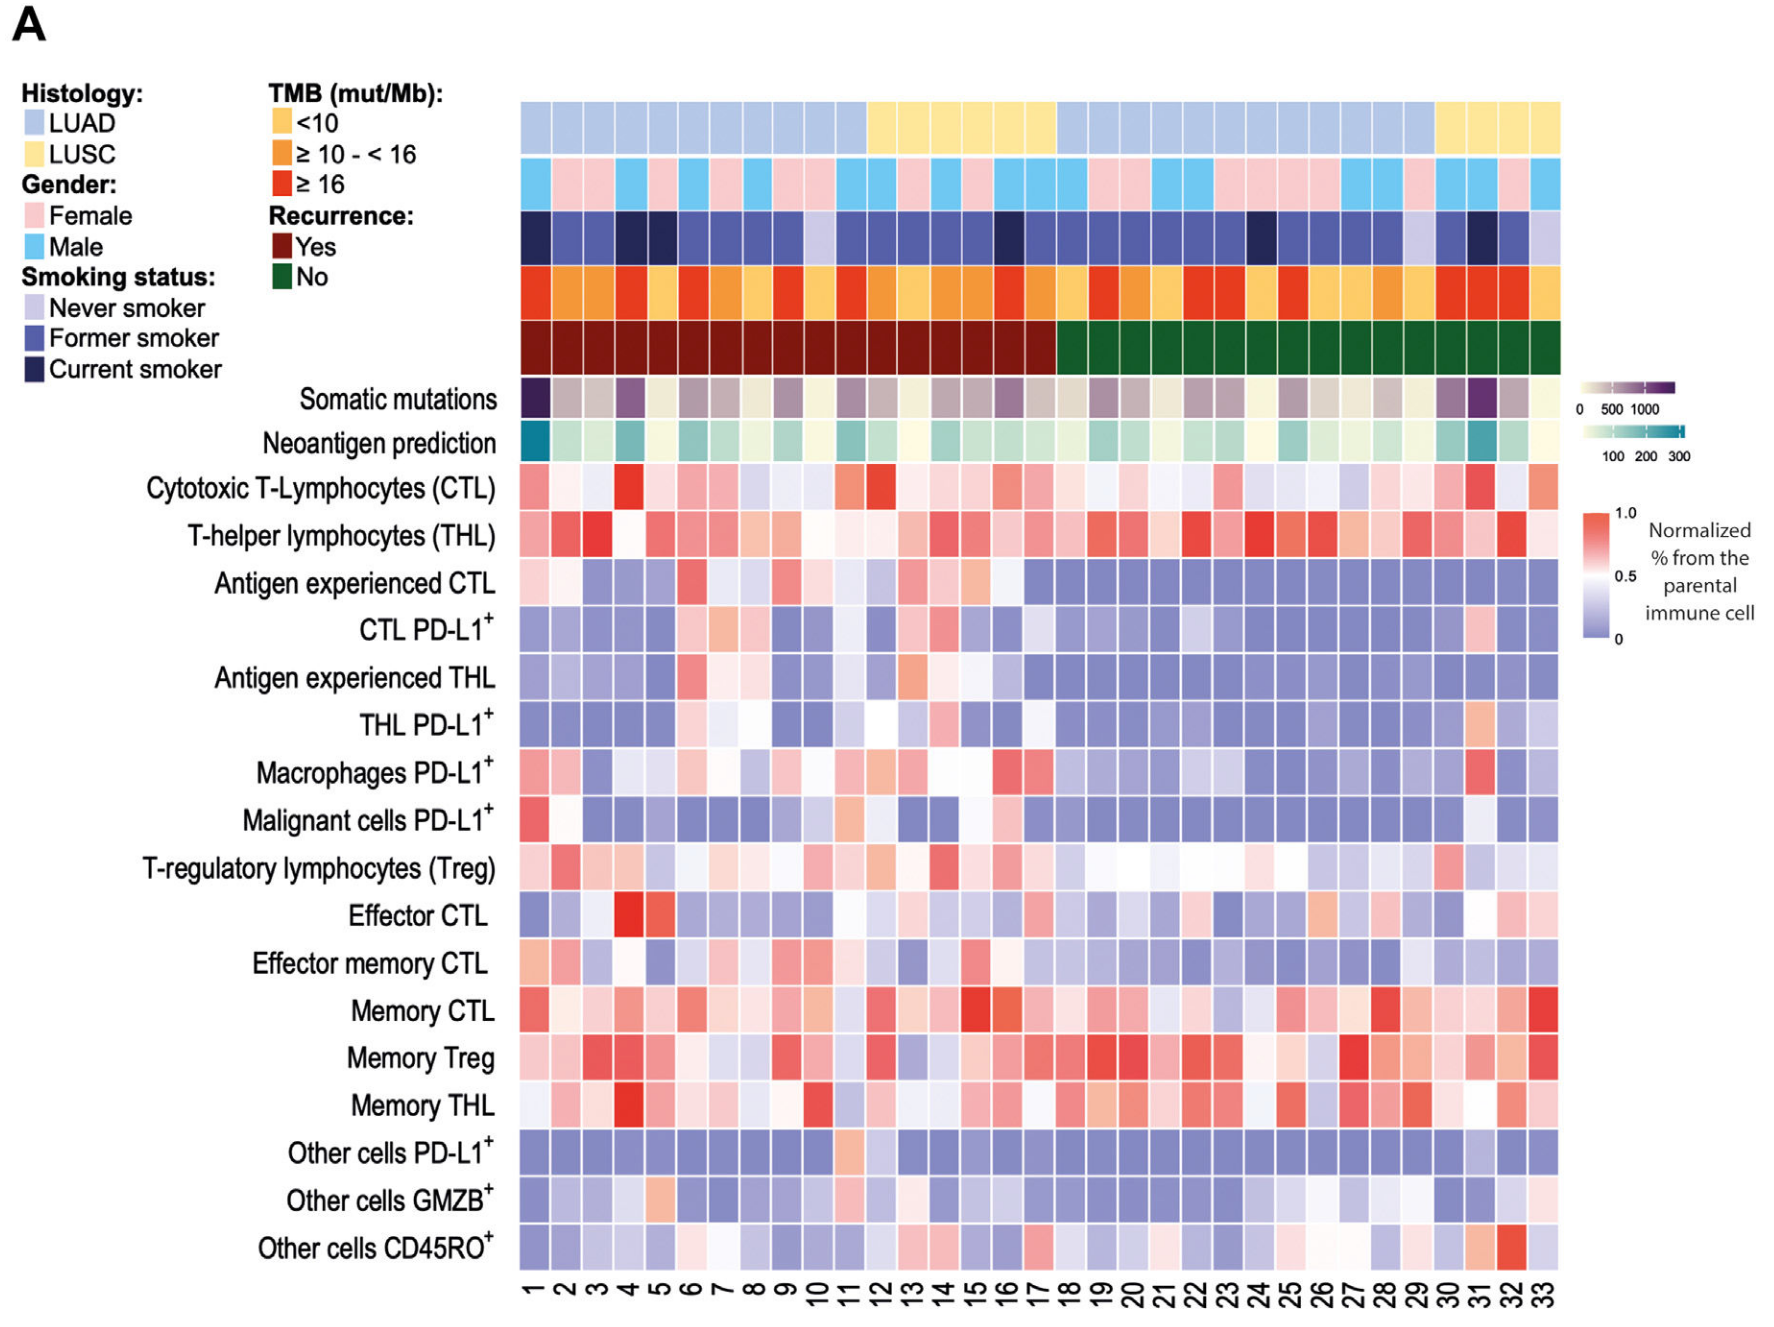 A
Histology:
LUAD
LUSC
Gender:
Female
Male
Smoking status:
Never smoker
Former smoker
Current smoker
TMB (mut/Mb):
<10
≥ 10 - < 16
≥ 16
Recurrence:
Yes
No
Somatic mutations
Neoantigen prediction
Cytotoxic T-Lymphocytes (CTL)
T-helper lymphocytes (THL)
Antigen experienced CTL
CTL PD-L1+
Antigen experienced THL
THL PD-L1+
Macrophages PD-L1+
Malignant cells PD-L1+
T-regulatory lymphocytes (Treg)
Effector CTL
Effector memory CTL
Memory CTL
Memory Treg
Memory THL
Other cells PD-L1+
Other cells GMZB+
Other cells CD45RO+
0 500 1000
100 200 300
1.0
0.5
0
Normalized
% from the
parental
immune cell
1 2 3 4 5 6 7 8 9 10 11 12 13 14 15 16 17 18 19 20 21 22 23 24 25 26 27 28 29 30 31 32 33